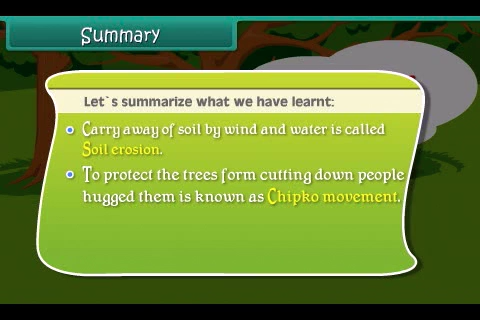 Summary
Let`s summarize what we have learnt:
Carry away of soil by wind and water is called
Soil erosion.
To protect the trees form cutting down people
hugged them is known as Chipko movement.